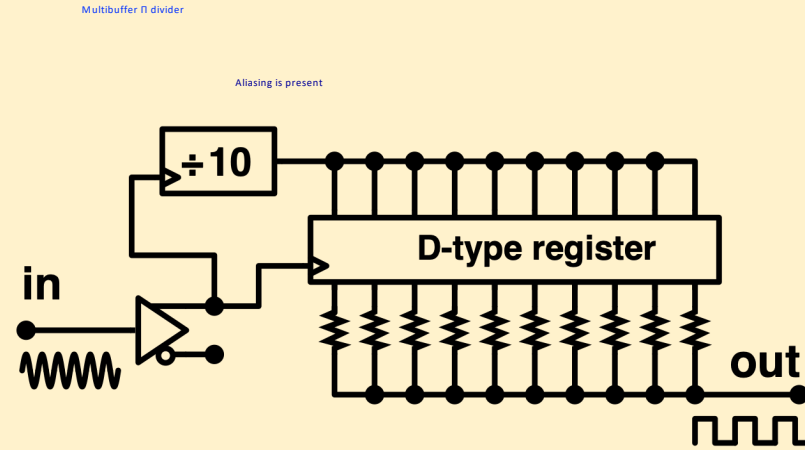 Multibuffer Π divider
Aliasing is present
÷10
D-type register
in
out